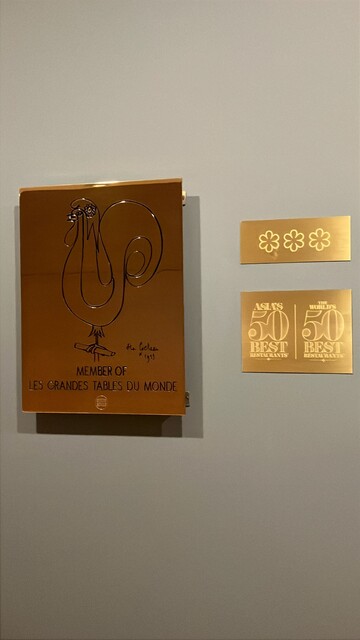 MEMBER OF
LES GRANDES TABLES DU MONDE
ASIA'S
50
BEST
RESTAURANTS
THE
WORLD'S
50
BEST
RESTAURANTS